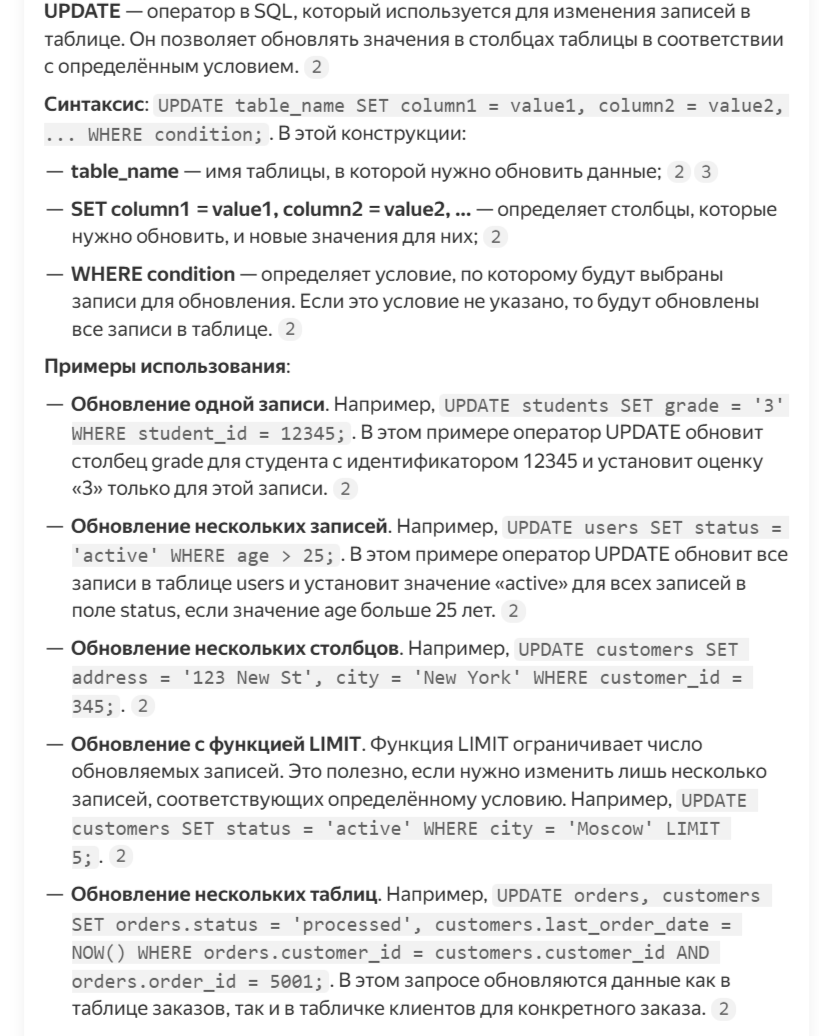 UPDATE — оператор в SQL, который используется для изменения записей в
таблице. Он позволяет обновлять значения в столбцах таблицы в соответствии
с определённым условием. 2
Синтаксис: UPDATE table_name SET column1 = value1, column2 = value2,
... WHERE condition; . В этой конструкции:
— table_name — имя таблицы, в которой нужно обновить данные; 2 3
— SET column1 = value1, column2 = value2, ... — определяет столбцы, которые
нужно обновить, и новые значения для них; 2
— WHERE condition — определяет условие, по которому будут выбраны
записи для обновления. Если это условие не указано, то будут обновлены
все записи в таблице. 2
Примеры использования:
— Обновление одной записи. Например, UPDATE students SET grade = '3'
WHERE student_id = 12345; . В этом примере оператор UPDATE обновит
столбец grade для студента с идентификатором 12345 и установит оценку
«3» только для этой записи. 2
— Обновление нескольких записей. Например, UPDATE users SET status =
'active' WHERE age > 25; . В этом примере оператор UPDATE обновит все
записи в таблице users и установит значение «active» для всех записей в
поле status, если значение age больше 25 лет. 2
— Обновление нескольких столбцов. Например, UPDATE customers SET
address = '123 New St', city = 'New York' WHERE customer_id =
345; . 2
— Обновление с функцией LIMIT. Функция LIMIT ограничивает число
обновляемых записей. Это полезно, если нужно изменить лишь несколько
записей, соответствующих определённому условию. Например, UPDATE
customers SET status = 'active' WHERE city = 'Moscow' LIMIT
5; . 2
— Обновление нескольких таблиц. Например, UPDATE orders, customers
SET orders.status = 'processed', customers.last_order_date =
NOW() WHERE orders.customer_id = customers.customer_id AND
orders.order_id = 5001; . В этом запросе обновляются данные как в
таблице заказов, так и в табличке клиентов для конкретного заказа. 2